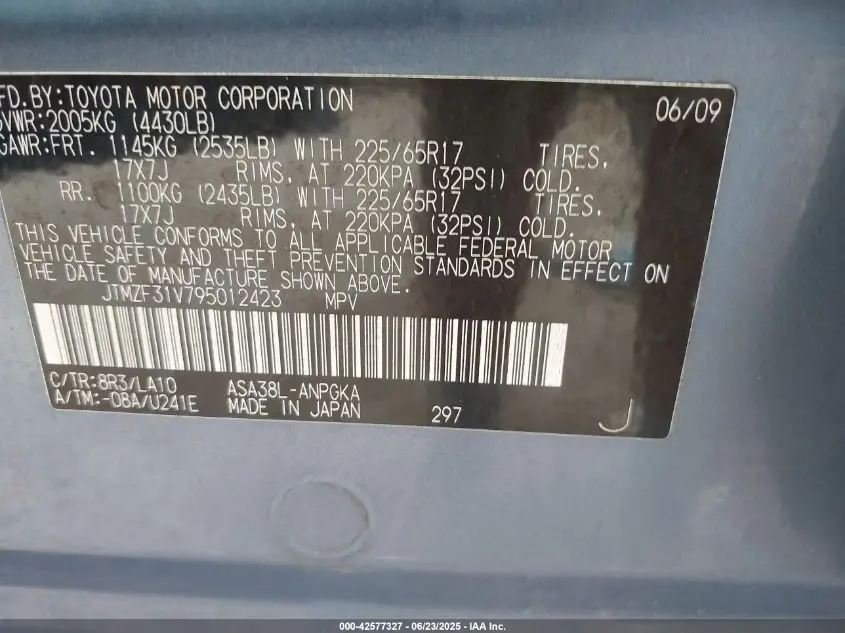 FD.BY:TOYOTA MOTOR CORPORATION 06/09
GVWR:2005KG (4430LB)
GAWR:FRT. 1145KG (2535LB) WITH 225/65R17 TIRES,
17X7J RIMS, AT 220KPA (32PSI) COLD.
RR. 1100KG (2435LB) WITH 225/65R17 TIRES,
17X7J RIMS, AT 220KPA (32PSI) COLD.
THIS VEHICLE CONFORMS TO ALL APPLICABLE FEDERAL MOTOR
VEHICLE SAFETY AND THEFT PREVENTION STANDARDS IN EFFECT ON
THE DATE OF MANUFACTURE SHOWN ABOVE.
JTMZF31V795012423 MPV
C/TR:8R3/LA10 ASA38L-ANPGKA
A/TM:-08A/U241E MADE IN JAPAN 297 J
000-42577327 - 06/23/2025 - IAA Inc.